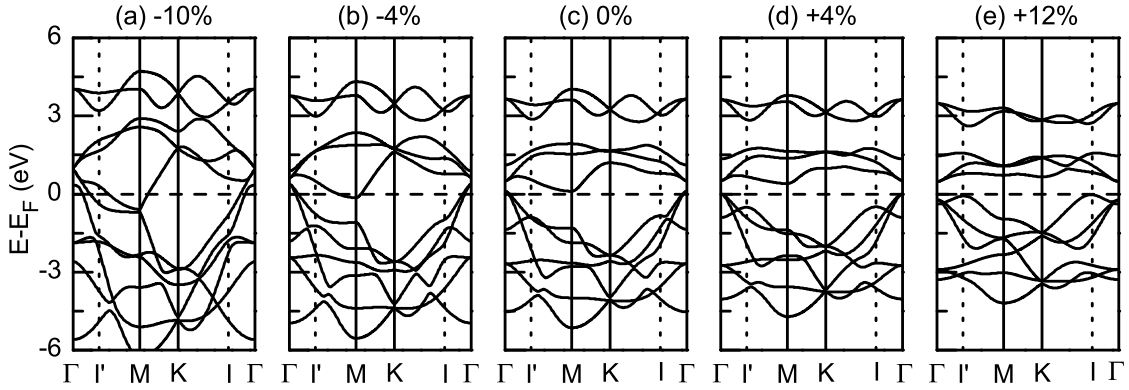 (a) -10% (b) -4% (c) 0% (d) +4% (e) +12%
6
3
0
-3
-6
E-E_F (eV)
Γ I' M K I Γ Γ I' M K I Γ Γ I' M K I Γ Γ I' M K I Γ Γ I' M K I Γ